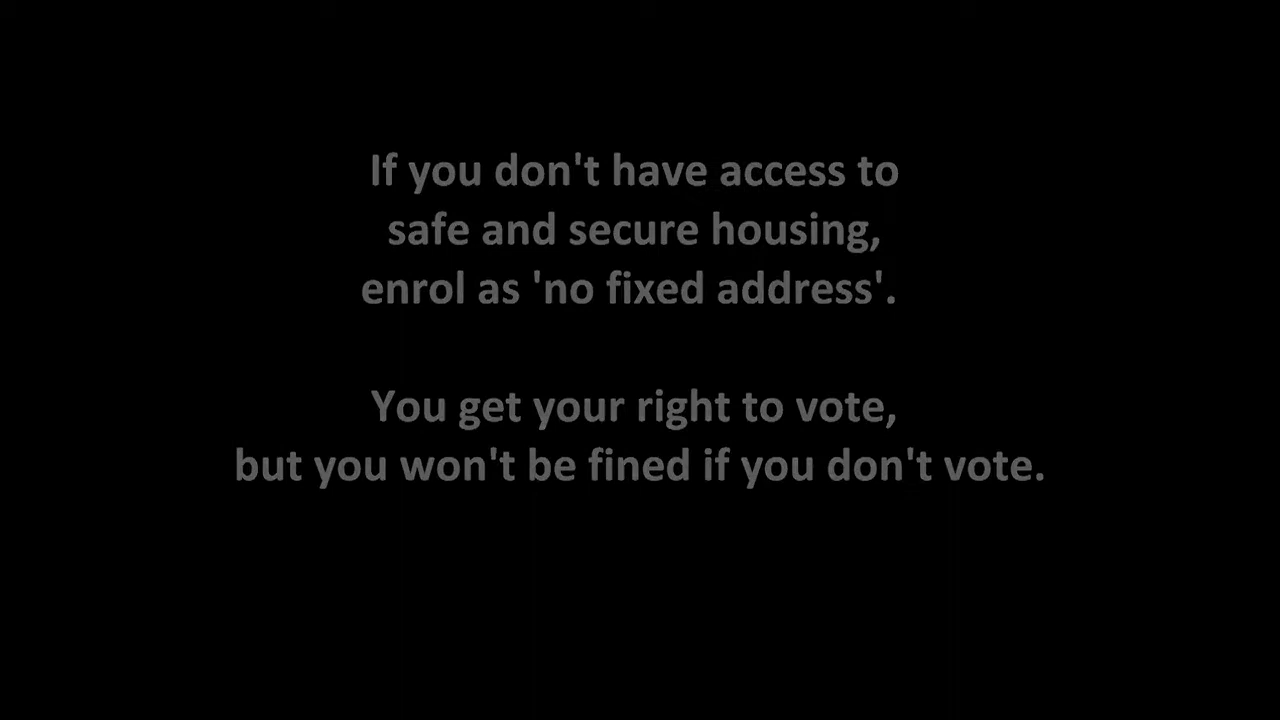 If you don't have access to
safe and secure housing,
enrol as 'no fixed address'.
You get your right to vote,
but you won't be fined if you don't vote.